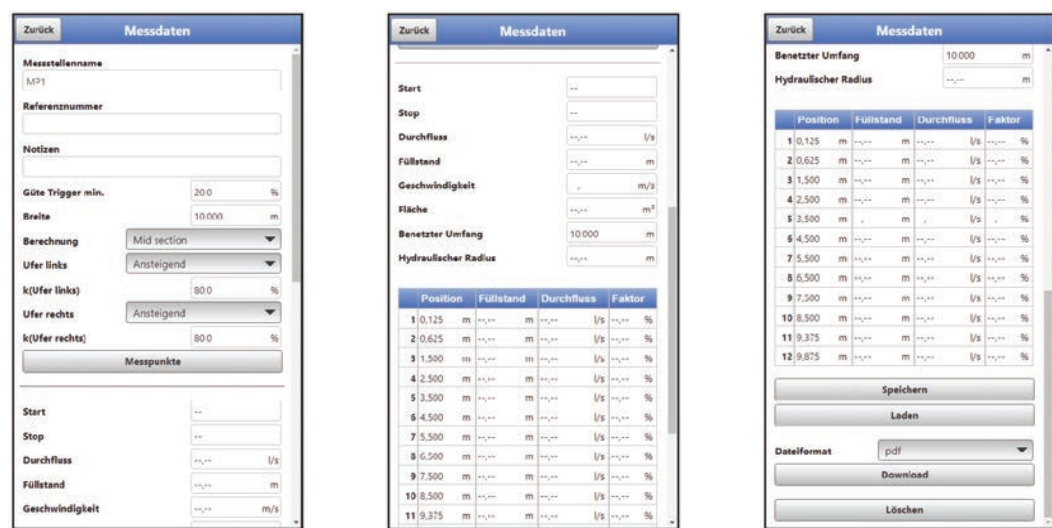 Zurück Messdaten
Messstellenname
MP1
Referenznummer
Notizen
Güte Trigger min. 20.0 %
Breite 10.000 m
Berechnung Mid section
Ufer links Ansteigend
k(Ufer links) 80.0 %
Ufer rechts Ansteigend
k(Ufer rechts) 80.0 %
Messpunkte
Start --
Stop --
Durchfluss --,-- l/s
Füllstand --,-- m
Geschwindigkeit --,-- m/s
Zurück Messdaten
Start --
Stop --
Durchfluss --,-- l/s
Füllstand --,-- m
Geschwindigkeit , m/s
Fläche --,-- m²
Benetzter Umfang 10.000 m
Hydraulischer Radius --,-- m
Position Füllstand Durchfluss Faktor
1 0,125 m --,-- m --,-- l/s --,-- %
2 0,625 m --,-- m --,-- l/s --,-- %
3 1,500 m --,-- m --,-- l/s --,-- %
4 2.500 m --,-- m --,-- l/s --,-- %
5 3,500 m --,-- m --,-- l/s --,-- %
6 4,500 m --,-- m --,-- l/s --,-- %
7 5,500 m --,-- m --,-- l/s --,-- %
8 6,500 m --,-- m --,-- l/s --,-- %
9 7,500 m --,-- m --,-- l/s --,-- %
10 8,500 m --,-- m --,-- l/s --,-- %
11 9,375 m --,-- m --,-- l/s --,-- %
Zurück Messdaten
Benetzter Umfang 10.000 m
Hydraulischer Radius --,-- m
Position Füllstand Durchfluss Faktor
1 0,125 m --,-- m --,-- l/s --,-- %
2 0,625 m --,-- m --,-- l/s --,-- %
3 1,500 m --,-- m --,-- l/s --,-- %
4 2,500 m --,-- m --,-- l/s --,-- %
5 3,500 m , m , l/s , %
6 4,500 m --,-- m --,-- l/s --,-- %
7 5,500 m --,-- m --,-- l/s --,-- %
8 6,500 m --,-- m --,-- l/s --,-- %
9 7,500 m --,-- m --,-- l/s --,-- %
10 8,500 m --,-- m --,-- l/s --,-- %
11 9,375 m --,-- m --,-- l/s --,-- %
12 9,875 m --,-- m --,-- l/s --,-- %
Speichern
Laden
Dateiformat pdf
Download
Löschen